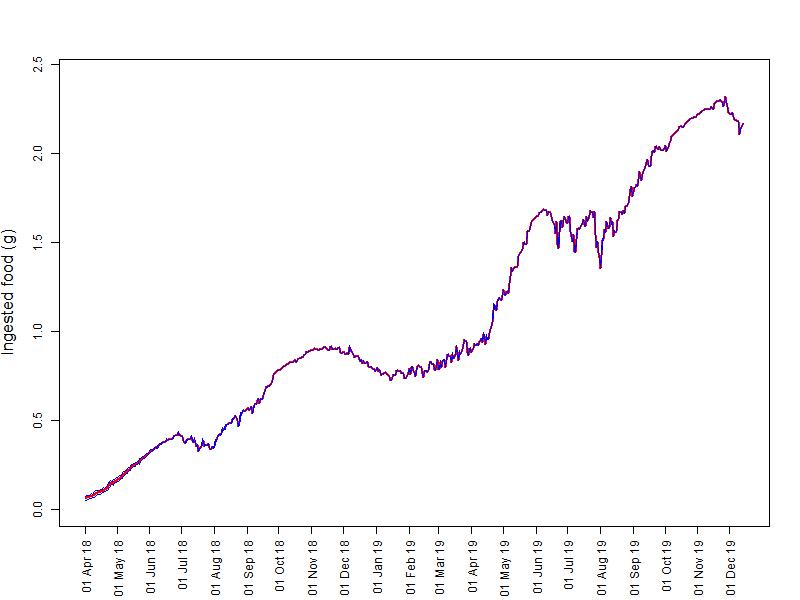 Ingested food (g)
2.5
2.0
1.5
1.0
0.5
0.0
01 Apr 18
01 May 18
01 Jun 18
01 Jul 18
01 Aug 18
01 Sep 18
01 Oct 18
01 Nov 18
01 Dec 18
01 Jan 19
01 Feb 19
01 Mar 19
01 Apr 19
01 May 19
01 Jun 19
01 Jul 19
01 Aug 19
01 Sep 19
01 Oct 19
01 Nov 19
01 Dec 19